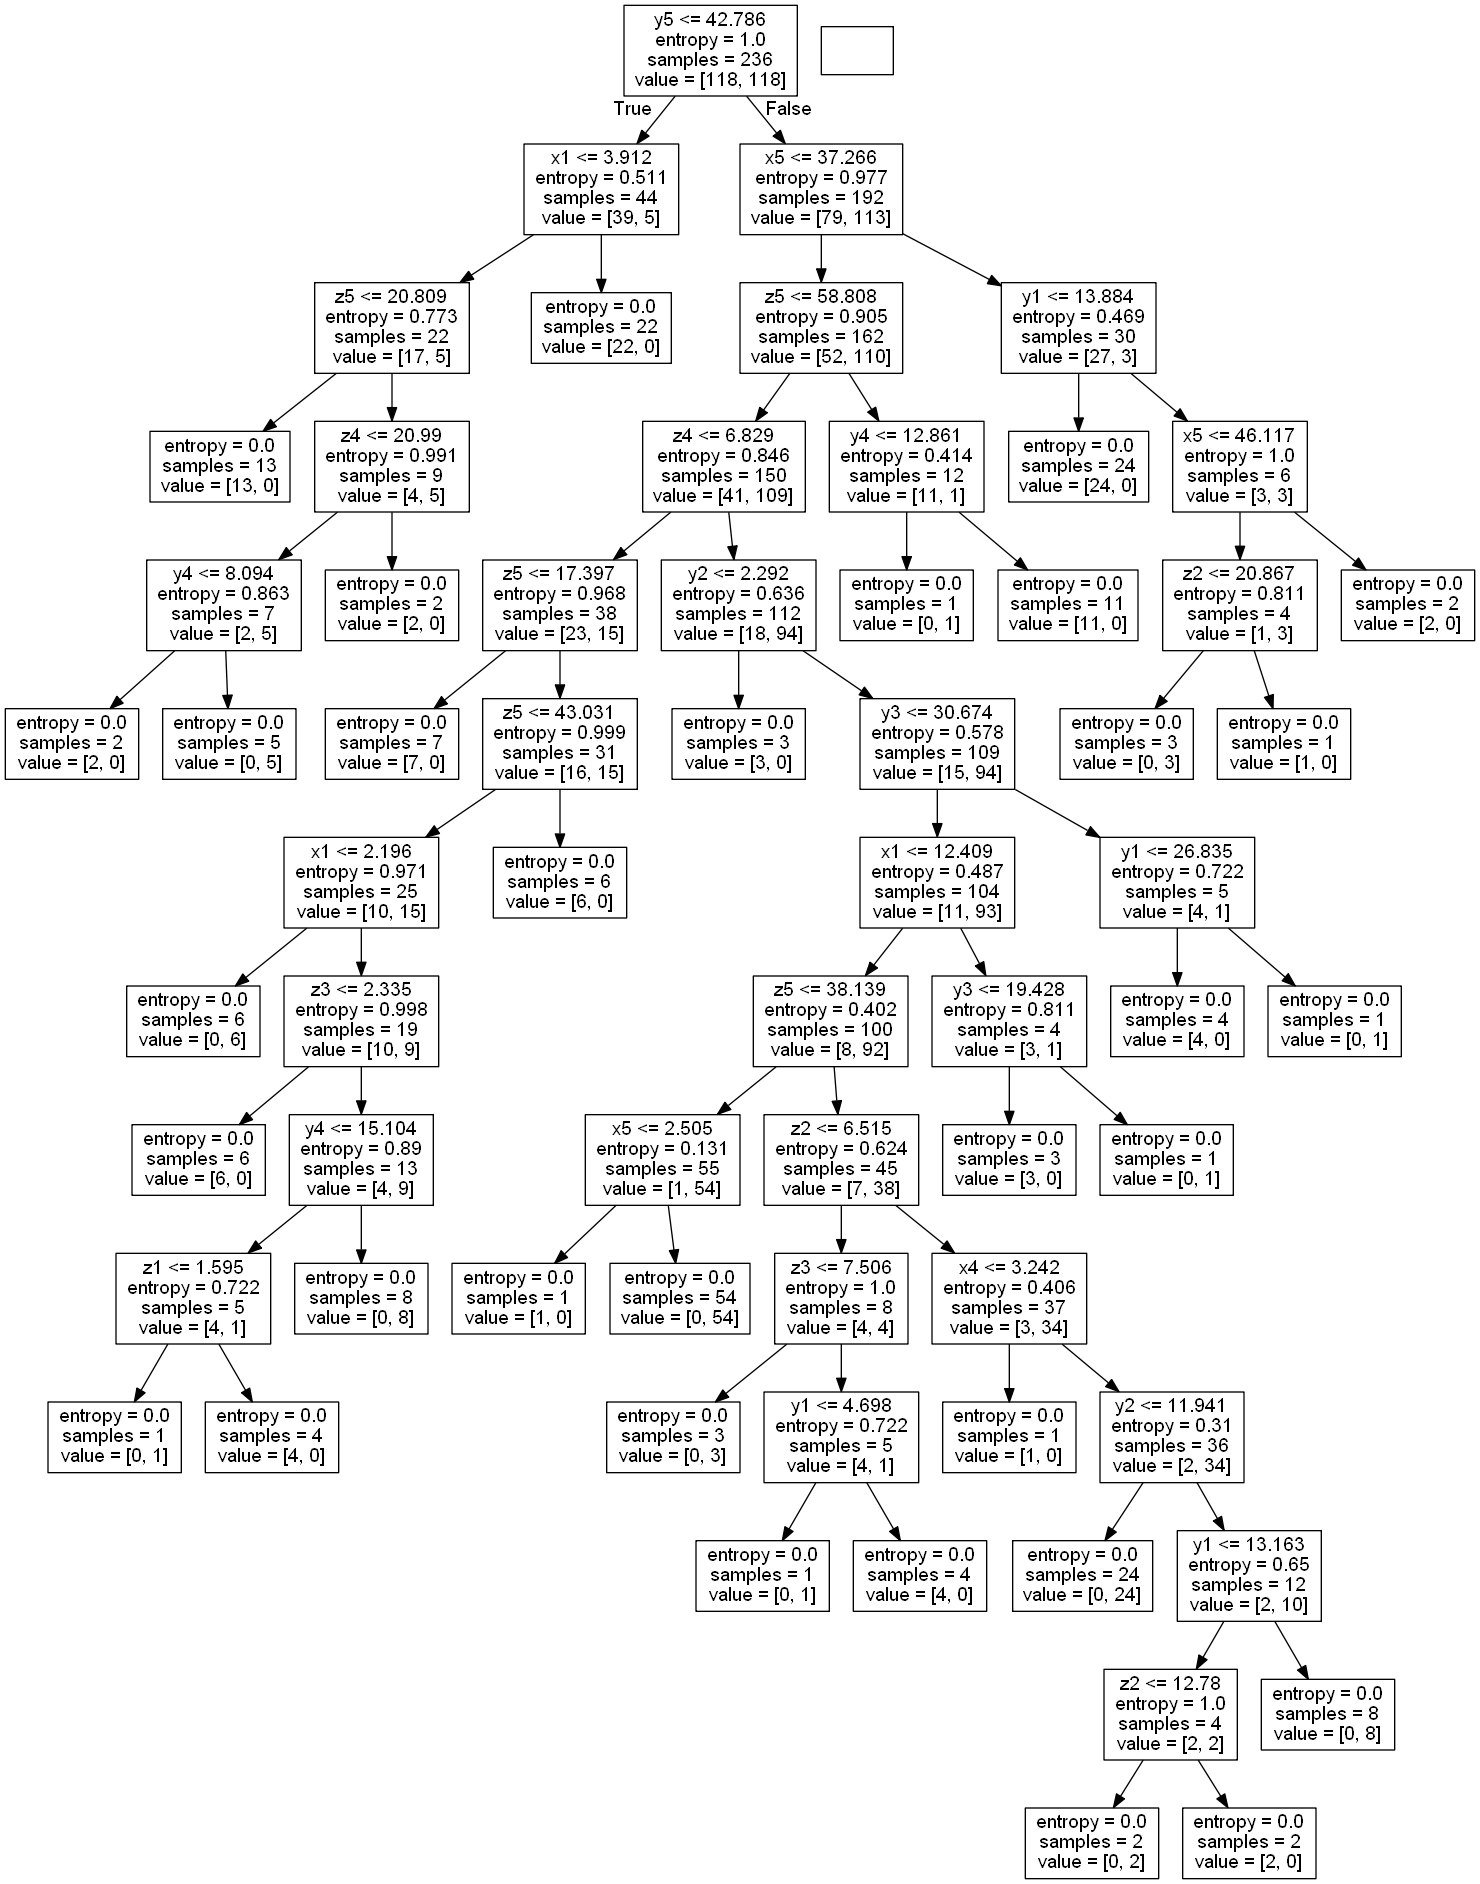 y5 <= 42.786
entropy = 1.0
samples = 236
value = [118, 118]
True
False
x1 <= 3.912
entropy = 0.511
samples = 44
value = [39, 5]
x5 <= 37.266
entropy = 0.977
samples = 192
value = [79, 113]
z5 <= 20.809
entropy = 0.773
samples = 22
value = [17, 5]
entropy = 0.0
samples = 22
value = [22, 0]
z5 <= 58.808
entropy = 0.905
samples = 162
value = [52, 110]
y1 <= 13.884
entropy = 0.469
samples = 30
value = [27, 3]
entropy = 0.0
samples = 13
value = [13, 0]
z4 <= 20.99
entropy = 0.991
samples = 9
value = [4, 5]
z4 <= 6.829
entropy = 0.846
samples = 150
value = [41, 109]
y4 <= 12.861
entropy = 0.414
samples = 12
value = [11, 1]
entropy = 0.0
samples = 24
value = [24, 0]
x5 <= 46.117
entropy = 1.0
samples = 6
value = [3, 3]
y4 <= 8.094
entropy = 0.863
samples = 7
value = [2, 5]
entropy = 0.0
samples = 2
value = [2, 0]
z5 <= 17.397
entropy = 0.968
samples = 38
value = [23, 15]
y2 <= 2.292
entropy = 0.636
samples = 112
value = [18, 94]
entropy = 0.0
samples = 1
value = [0, 1]
entropy = 0.0
samples = 11
value = [11, 0]
z2 <= 20.867
entropy = 0.811
samples = 4
value = [1, 3]
entropy = 0.0
samples = 2
value = [2, 0]
entropy = 0.0
samples = 2
value = [2, 0]
entropy = 0.0
samples = 5
value = [0, 5]
entropy = 0.0
samples = 7
value = [7, 0]
z5 <= 43.031
entropy = 0.999
samples = 31
value = [16, 15]
entropy = 0.0
samples = 3
value = [3, 0]
y3 <= 30.674
entropy = 0.578
samples = 109
value = [15, 94]
entropy = 0.0
samples = 3
value = [0, 3]
entropy = 0.0
samples = 1
value = [1, 0]
x1 <= 2.196
entropy = 0.971
samples = 25
value = [10, 15]
entropy = 0.0
samples = 6
value = [6, 0]
x1 <= 12.409
entropy = 0.487
samples = 104
value = [11, 93]
y1 <= 26.835
entropy = 0.722
samples = 5
value = [4, 1]
entropy = 0.0
samples = 6
value = [0, 6]
z3 <= 2.335
entropy = 0.998
samples = 19
value = [10, 9]
z5 <= 38.139
entropy = 0.402
samples = 100
value = [8, 92]
y3 <= 19.428
entropy = 0.811
samples = 4
value = [3, 1]
entropy = 0.0
samples = 4
value = [4, 0]
entropy = 0.0
samples = 1
value = [0, 1]
entropy = 0.0
samples = 6
value = [6, 0]
y4 <= 15.104
entropy = 0.89
samples = 13
value = [4, 9]
x5 <= 2.505
entropy = 0.131
samples = 55
value = [1, 54]
z2 <= 6.515
entropy = 0.624
samples = 45
value = [7, 38]
entropy = 0.0
samples = 3
value = [3, 0]
entropy = 0.0
samples = 1
value = [0, 1]
z1 <= 1.595
entropy = 0.722
samples = 5
value = [4, 1]
entropy = 0.0
samples = 8
value = [0, 8]
entropy = 0.0
samples = 1
value = [1, 0]
entropy = 0.0
samples = 54
value = [0, 54]
z3 <= 7.506
entropy = 1.0
samples = 8
value = [4, 4]
x4 <= 3.242
entropy = 0.406
samples = 37
value = [3, 34]
entropy = 0.0
samples = 1
value = [0, 1]
entropy = 0.0
samples = 4
value = [4, 0]
entropy = 0.0
samples = 3
value = [0, 3]
y1 <= 4.698
entropy = 0.722
samples = 5
value = [4, 1]
entropy = 0.0
samples = 1
value = [1, 0]
y2 <= 11.941
entropy = 0.31
samples = 36
value = [2, 34]
entropy = 0.0
samples = 1
value = [0, 1]
entropy = 0.0
samples = 4
value = [4, 0]
entropy = 0.0
samples = 24
value = [0, 24]
y1 <= 13.163
entropy = 0.65
samples = 12
value = [2, 10]
z2 <= 12.78
entropy = 1.0
samples = 4
value = [2, 2]
entropy = 0.0
samples = 8
value = [0, 8]
entropy = 0.0
samples = 2
value = [0, 2]
entropy = 0.0
samples = 2
value = [2, 0]